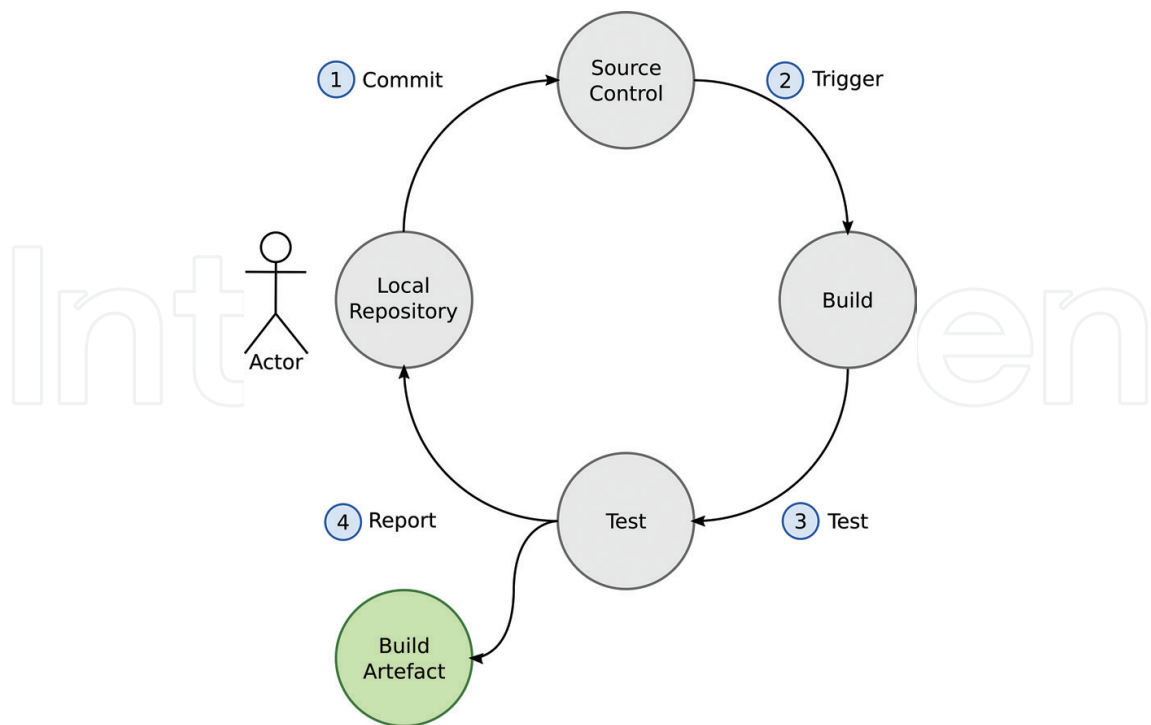 1 Commit
Source
Control
2 Trigger
Actor
Local
Repository
Build
4 Report
Test
3 Test
Build
Artefact